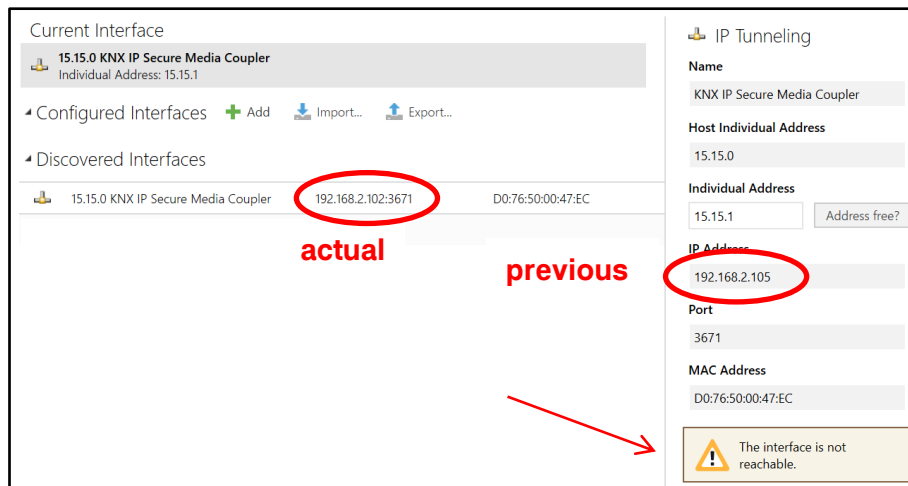 Current Interface
15.15.0 KNX IP Secure Media Coupler
Individual Address: 15.15.1
Configured Interfaces Add Import... Export...
Discovered Interfaces
15.15.0 KNX IP Secure Media Coupler 192.168.2.102:3671 D0:76:50:00:47:EC
actual
previous
IP Tunneling
Name
KNX IP Secure Media Coupler
Host Individual Address
15.15.0
Individual Address
15.15.1 Address free?
IP Address
192.168.2.105
Port
3671
MAC Address
D0:76:50:00:47:EC
The interface is not
reachable.